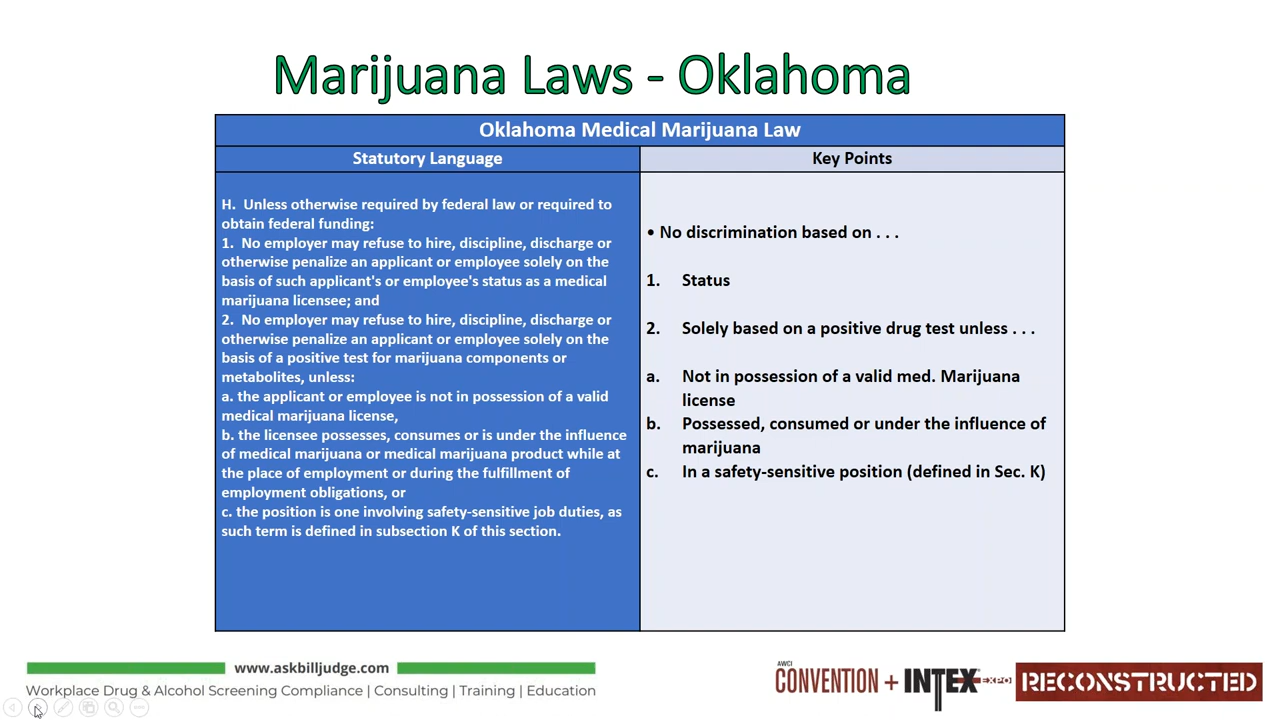 Marijuana Laws - Oklahoma
Oklahoma Medical Marijuana Law
Statutory Language
Key Points
H. Unless otherwise required by federal law or required to
obtain federal funding:
1. No employer may refuse to hire, discipline, discharge or
otherwise penalize an applicant or employee solely on the
basis of such applicant's or employee's status as a medical
marijuana licensee; and
2. No employer may refuse to hire, discipline, discharge or
otherwise penalize an applicant or employee solely on the
basis of a positive test for marijuana components or
metabolites, unless:
a. the applicant or employee is not in possession of a valid
medical marijuana license,
b. the licensee possesses, consumes or is under the influence
of medical marijuana or medical marijuana product while at
the place of employment or during the fulfillment of
employment obligations, or
c. the position is one involving safety-sensitive job duties, as
such term is defined in subsection K of this section.
• No discrimination based on . . .
1. Status
2. Solely based on a positive drug test unless . . .
a. Not in possession of a valid med. Marijuana
license
b. Possessed, consumed or under the influence of
marijuana
c. In a safety-sensitive position (defined in Sec. K)
www.askbilljudge.com
Workplace Drug & Alcohol Screening Compliance | Consulting | Training | Education
AWCI
CONVENTION + INTEX EXPO RECONSTRUCTED